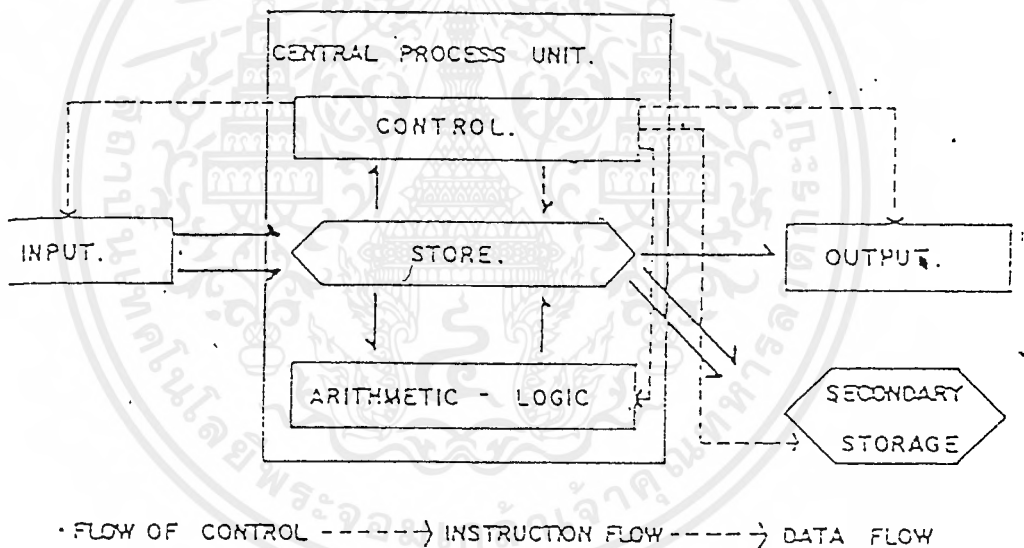 CENTRAL PROCESS UNIT.
CONTROL.
INPUT.
STORE.
OUTPUT.
ARITHMETIC - LOGIC
SECONDARY
STORAGE
FLOW OF CONTROL -----→ INSTRUCTION FLOW ----→ DATA FLOW